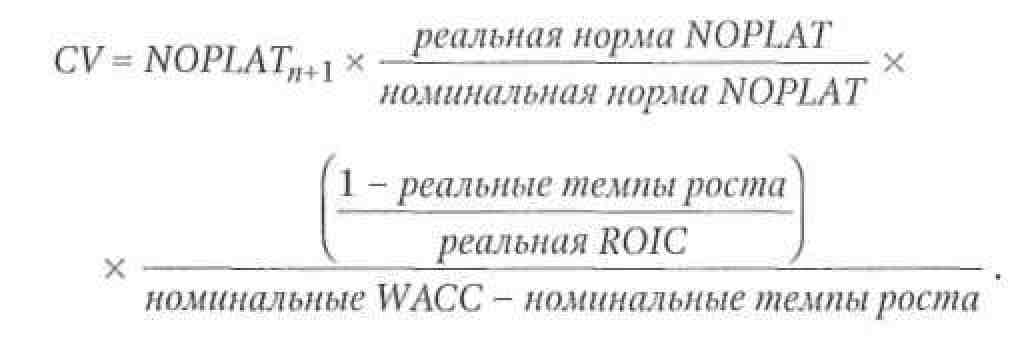 CV = NOPLATn+1 × реальная норма NOPLAT / номинальная норма NOPLAT ×
× (1 – реальные темпы роста / реальная ROIC) / номинальные WACC – номинальные темпы роста .